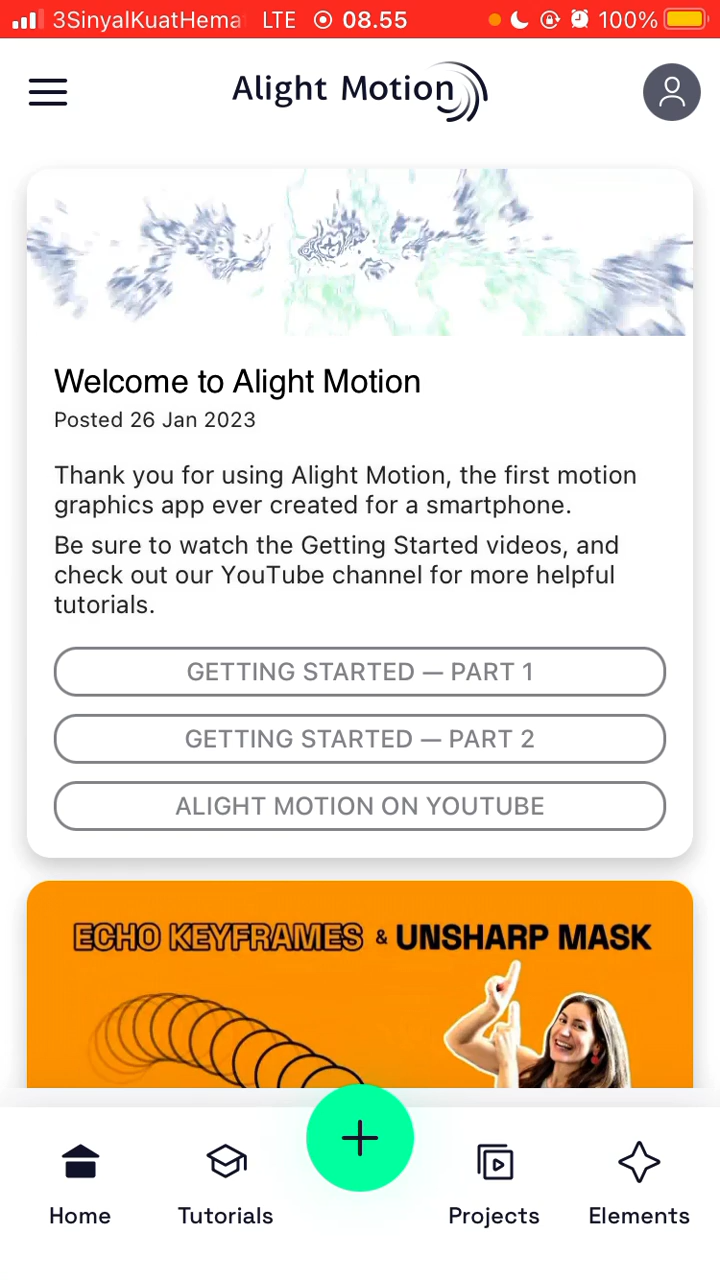 3SinyalKuatHema LTE 08.55 100%
Alight Motion
Welcome to Alight Motion
Posted 26 Jan 2023
Thank you for using Alight Motion, the first motion
graphics app ever created for a smartphone.
Be sure to watch the Getting Started videos, and
check out our YouTube channel for more helpful
tutorials.
GETTING STARTED — PART 1
GETTING STARTED — PART 2
ALIGHT MOTION ON YOUTUBE
ECHO KEYFRAMES & UNSHARP MASK
Home Tutorials Projects Elements